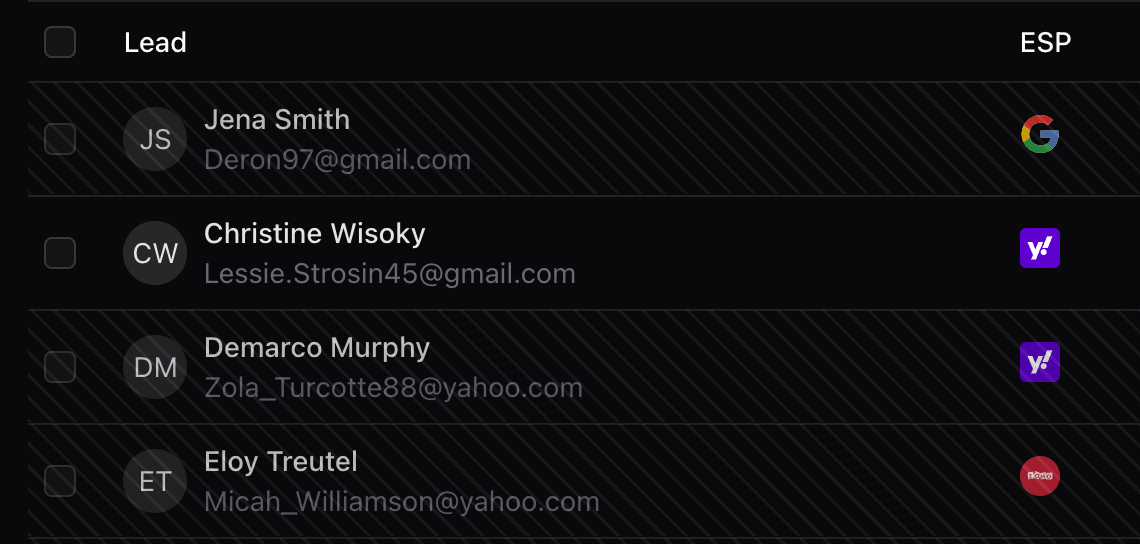 Lead ESP
JS Jena Smith
Deron97@gmail.com
CW Christine Wisoky
Lessie.Strosin45@gmail.com
y!
DM Demarco Murphy
Zola_Turcotte88@yahoo.com
y!
ET Eloy Treutel
Micah_Williamson@yahoo.com